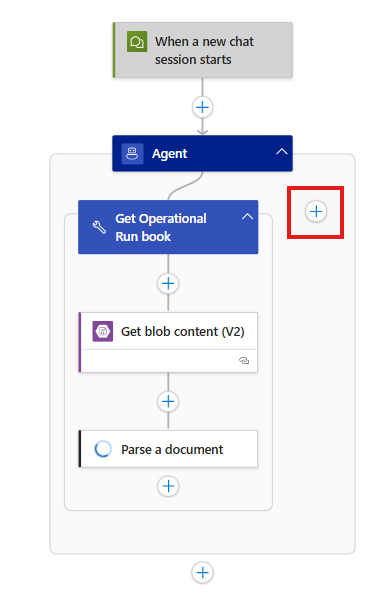 When a new chat
session starts
Agent
Get Operational
Run book
Get blob content (V2)
Parse a document